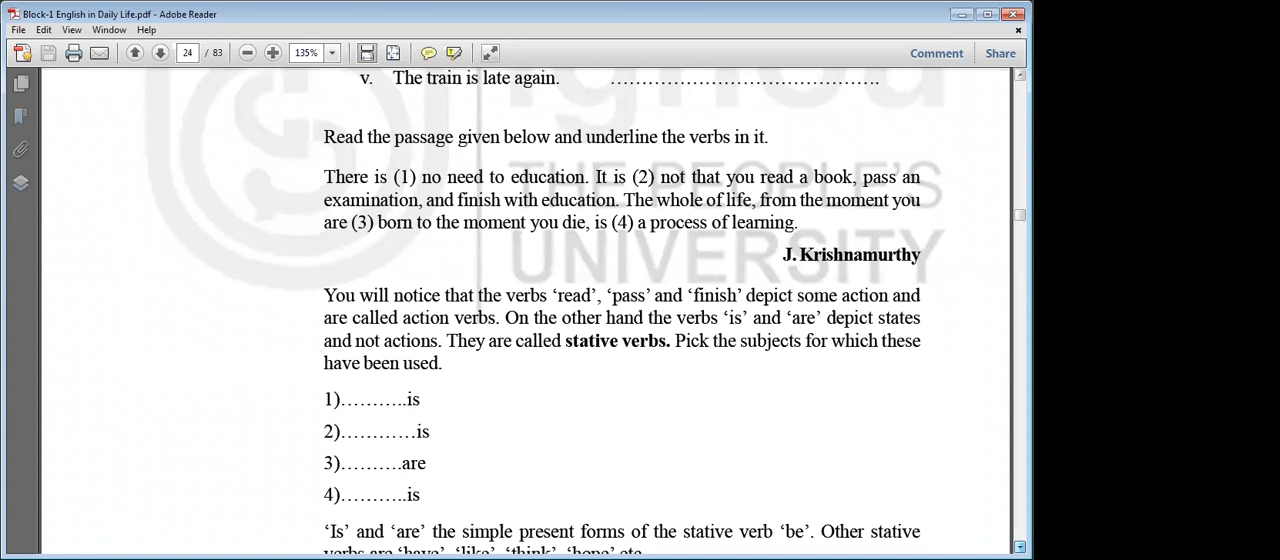 Block-1 English in Daily Life.pdf - Adobe Reader
File Edit View Window Help
24 / 83 135% Comment Share
v. The train is late again. ………………………………………….
ignou
THE PEOPLE'S
UNIVERSITY
Read the passage given below and underline the verbs in it.
There is (1) no need to education. It is (2) not that you read a book, pass an
examination, and finish with education. The whole of life, from the moment you
are (3) born to the moment you die, is (4) a process of learning.
J. Krishnamurthy
You will notice that the verbs ‘read’, ‘pass’ and ‘finish’ depict some action and
are called action verbs. On the other hand the verbs ‘is’ and ‘are’ depict states
and not actions. They are called stative verbs. Pick the subjects for which these
have been used.
1)………..is
2)…………is
3)………are
4)………..is
‘Is’ and ‘are’ the simple present forms of the stative verb ‘be’. Other stative
verbs are ‘have’, ‘like’, ‘think’, ‘hope’ etc.